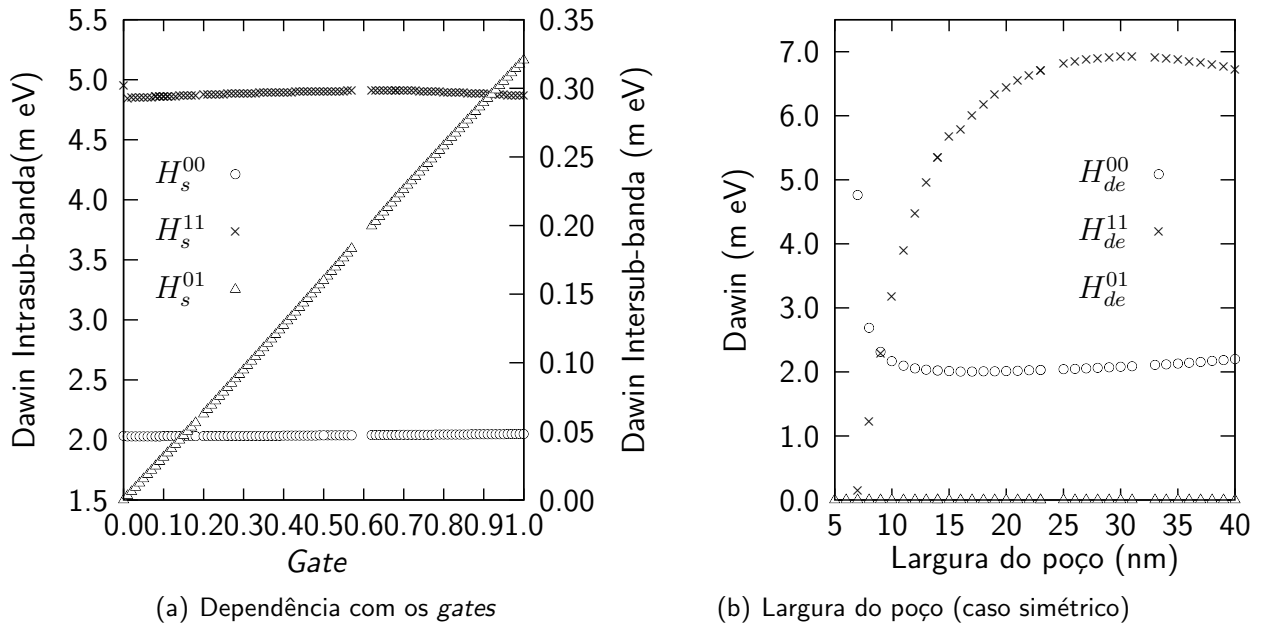 5.5
5.0
4.5
4.0
3.5
3.0
2.5
2.0
1.5
Dawin Intrasub-banda(m eV)
H_s^{00}
H_s^{11}
H_s^{01}
0.35
0.30
0.25
0.20
0.15
0.10
0.05
0.00
Dawin Intersub-banda (m eV)
0.00.10.20.30.40.50.60.70.80.91.0
Gate
(a) Dependência com os gates
7.0
6.0
5.0
4.0
3.0
2.0
1.0
0.0
Dawin (m eV)
H_{de}^{00}
H_{de}^{11}
H_{de}^{01}
5 10 15 20 25 30 35 40
Largura do poço (nm)
(b) Largura do poço (caso simétrico)